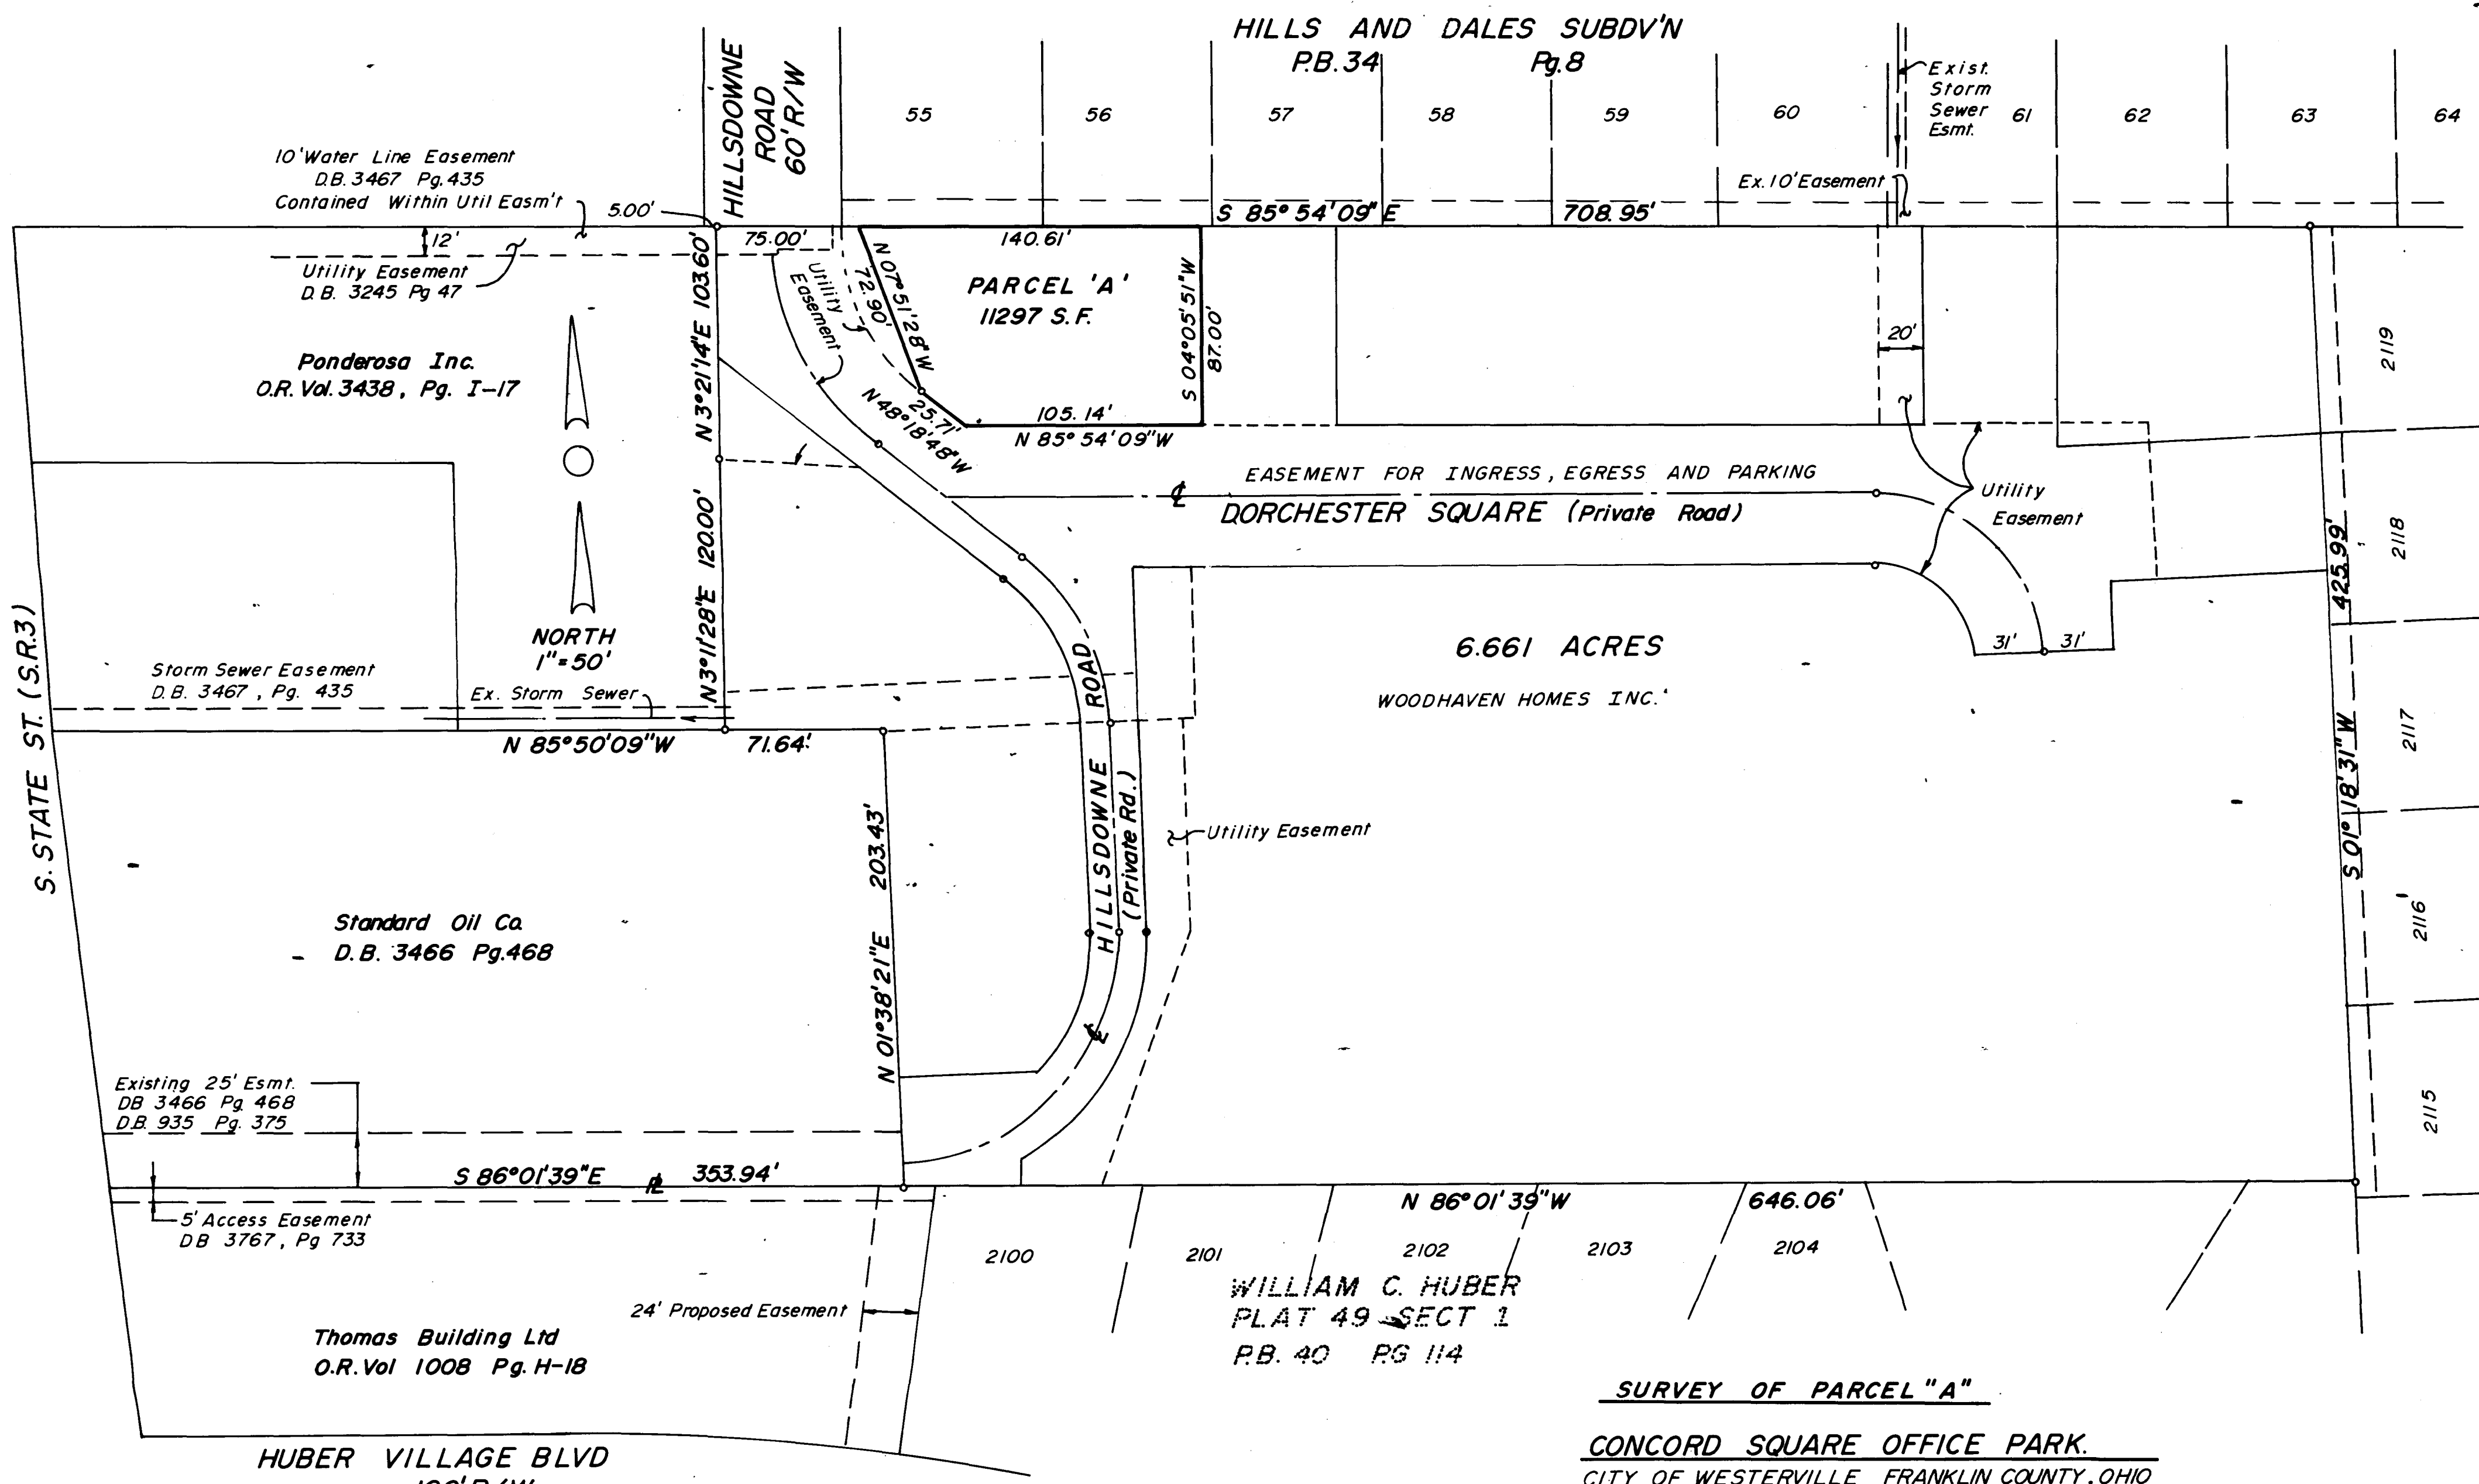 HILLS AND DALES SUBDV'N
P.B. 34 Pg. 8
HILLSDOWNE
ROAD
60' R/W
55
56
57
58
59
60
61
62
63
64
Exist.
Storm
Sewer
Esmt.
Ex. 10' Easement
10' Water Line Easement
D.B. 3467 Pg. 435
Contained Within Util Easm't
5.00'
S 85° 54' 09" E 708.95'
12'
Utility Easement
D.B. 3245 Pg 47
75.00'
140.61'
N 3° 21' 14" E 103.60'
Utility
Easement
N 07° 51' 28" W
72.90'
PARCEL 'A'
11297 S.F.
S 04° 05' 51" W
87.00'
20'
2119
Ponderosa Inc.
O.R. Vol. 3438, Pg. I-17
25.71'
N 48° 18' 48" W
105.14'
N 85° 54' 09" W
EASEMENT FOR INGRESS, EGRESS AND PARKING
DORCHESTER SQUARE (Private Road)
Utility
Easement
2118
425.99'
S 01° 18' 31" W
N 3° 11' 28" E 120.00'
NORTH
1" = 50'
S. STATE ST. (S.R.3)
Storm Sewer Easement
D.B. 3467, Pg. 435
Ex. Storm Sewer
6.661 ACRES
WOODHAVEN HOMES INC.
31'
31'
N 85° 50' 09" W 71.64'
2117
HILLSDOWNE ROAD
(Private Rd.)
Utility Easement
N 01° 38' 21" E 203.43'
Standard Oil Co.
D.B. 3466 Pg. 468
2116
Existing 25' Esmt.
DB 3466 Pg. 468
D.B. 935 Pg. 375
2115
S 86° 01' 39" E 353.94'
N 86° 01' 39" W 646.06'
5' Access Easement
DB 3767, Pg 733
2100
2101
2102
2103
2104
WILLIAM C. HUBER
PLAT 49 SECT 1
P.B. 40 PG 114
24' Proposed Easement
Thomas Building Ltd
O.R. Vol 1008 Pg. H-18
SURVEY OF PARCEL "A"
HUBER VILLAGE BLVD
CONCORD SQUARE OFFICE PARK.
CITY OF WESTERVILLE FRANKLIN COUNTY, OHIO